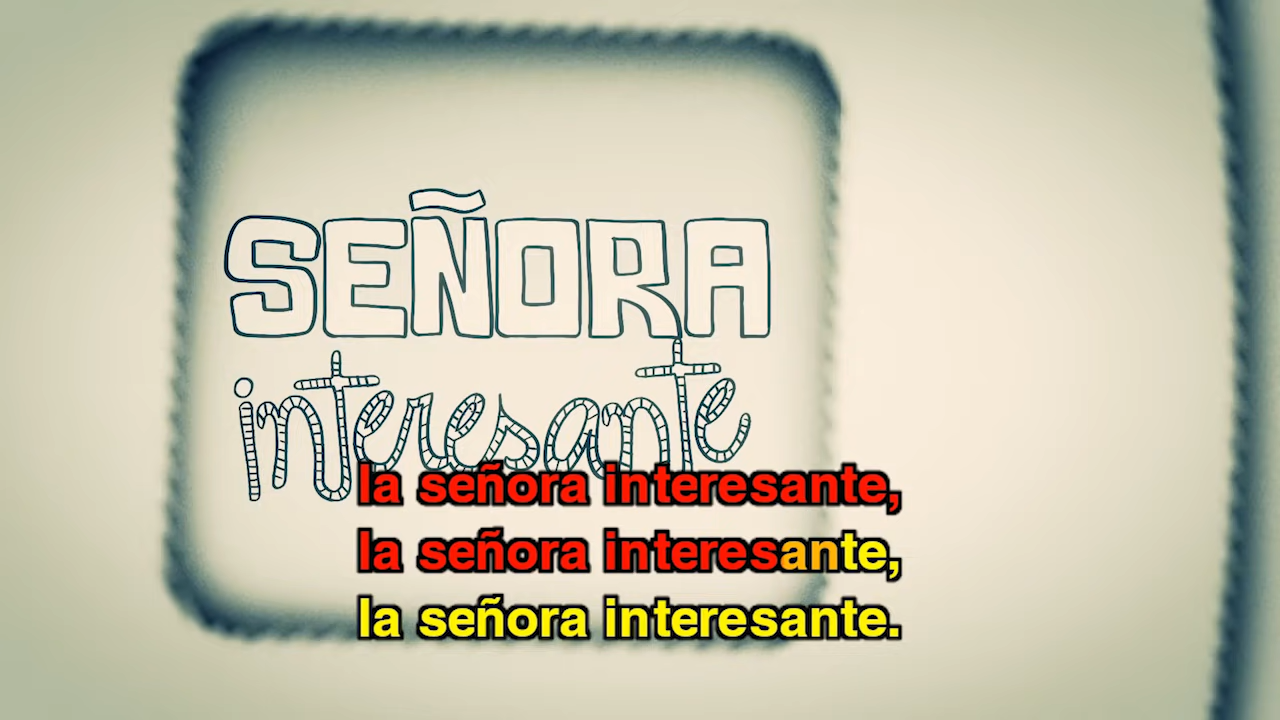 SEÑORA
interesante
la señora interesante,
la señora interesante,
la señora interesante.